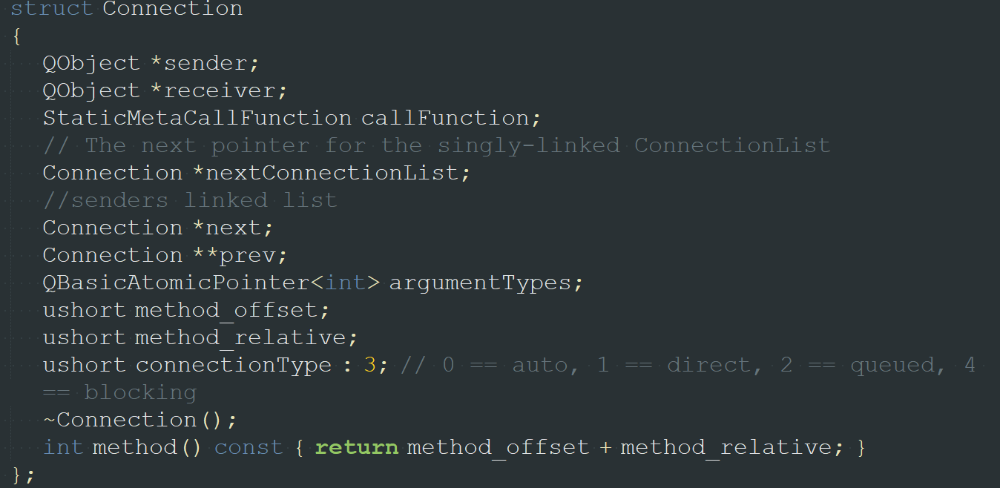 struct Connection
{
QObject *sender;
QObject *receiver;
StaticMetaCallFunction callFunction;
// The next pointer for the singly-linked ConnectionList
Connection *nextConnectionList;
//senders linked list
Connection *next;
Connection **prev;
QBasicAtomicPointer<int> argumentTypes;
ushort method_offset;
ushort method_relative;
ushort connectionType : 3; // 0 == auto, 1 == direct, 2 == queued, 4
== blocking
~Connection();
int method() const { return method_offset + method_relative; }
};